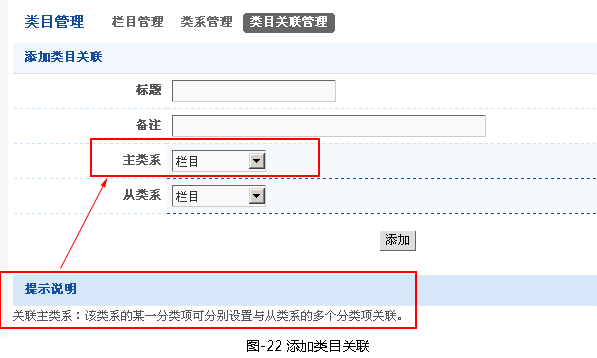 类目管理 栏目管理 类系管理 类目关联管理
添加类目关联
标题
备注
主类系 栏目
从类系 栏目
添加
提示说明
关联主类系：该类系的某一分类项可分别设置与从类系的多个分类项关联。
图-22 添加类目关联